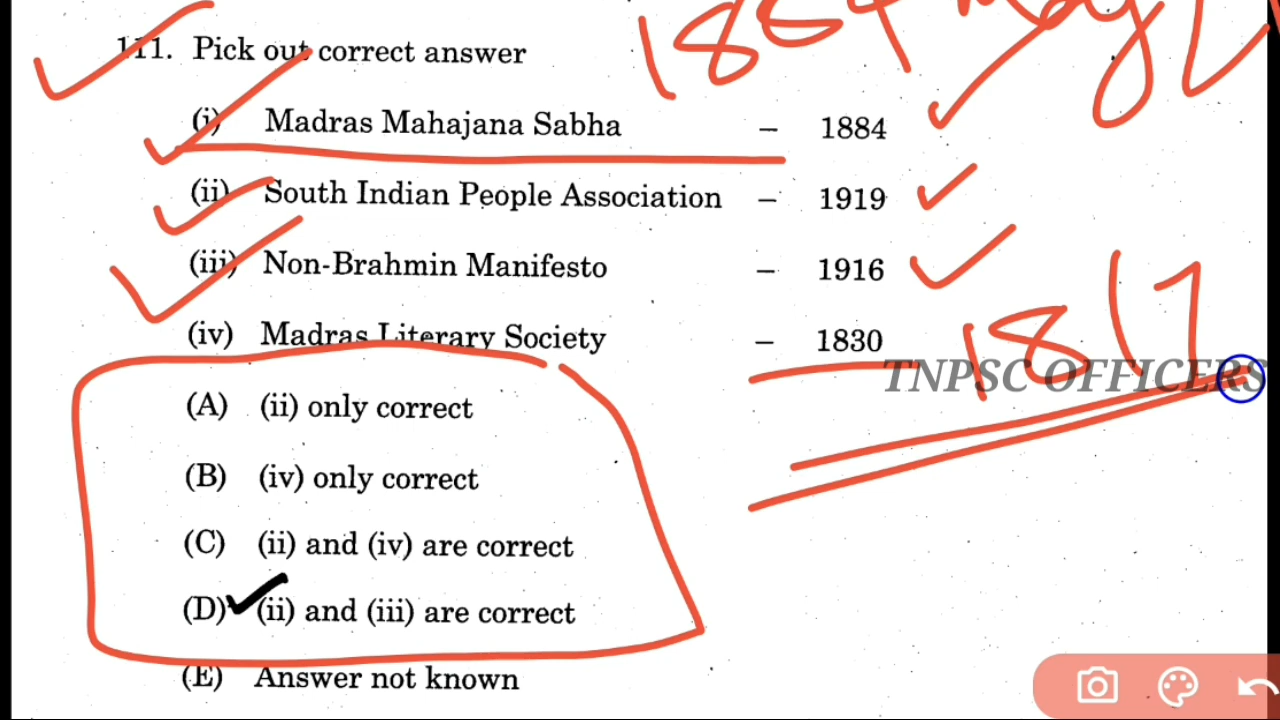 1884 May
111. Pick out correct answer
(i) Madras Mahajana Sabha – 1884
(ii) South Indian People Association – 1919
(iii) Non-Brahmin Manifesto – 1916
(iv) Madras Literary Society – 1830
1817
TNPSC OFFICERS
(A) (ii) only correct
(B) (iv) only correct
(C) (ii) and (iv) are correct
(D) (ii) and (iii) are correct
(E) Answer not known